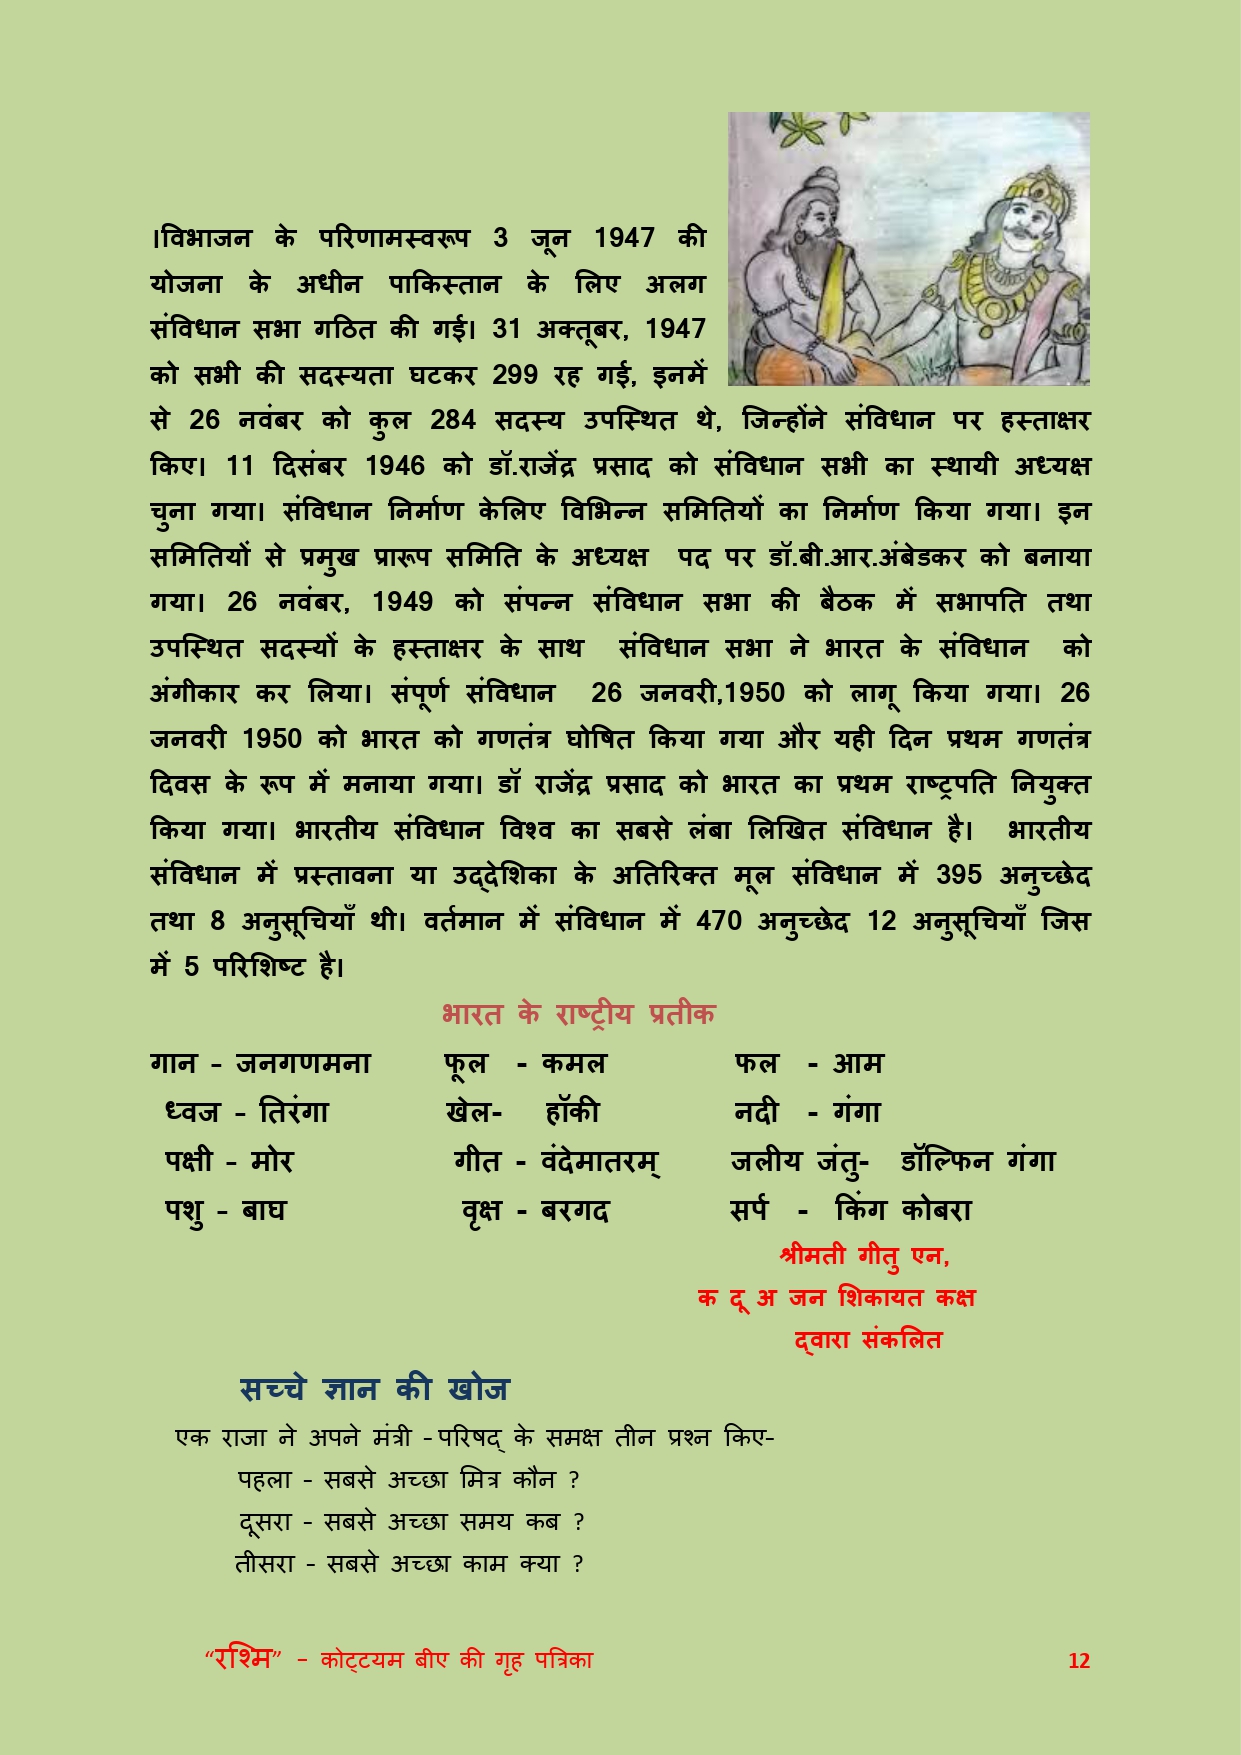 ।विभाजन के परिणामस्वरूप 3 जून 1947 की
योजना के अधीन पाकिस्तान के लिए अलग
संविधान सभा गठित की गई। 31 अक्तूबर, 1947
को सभी की सदस्यता घटकर 299 रह गई, इनमें
से 26 नवंबर को कुल 284 सदस्य उपस्थित थे, जिन्होंने संविधान पर हस्ताक्षर
किए। 11 दिसंबर 1946 को डॉ.राजेंद्र प्रसाद को संविधान सभी का स्थायी अध्यक्ष
चुना गया। संविधान निर्माण केलिए विभिन्न समितियों का निर्माण किया गया। इन
समितियों से प्रमुख प्रारूप समिति के अध्यक्ष पद पर डॉ.बी.आर.अंबेडकर को बनाया
गया। 26 नवंबर, 1949 को संपन्न संविधान सभा की बैठक में सभापति तथा
उपस्थित सदस्यों के हस्ताक्षर के साथ संविधान सभा ने भारत के संविधान को
अंगीकार कर लिया। संपूर्ण संविधान 26 जनवरी,1950 को लागू किया गया। 26
जनवरी 1950 को भारत को गणतंत्र घोषित किया गया और यही दिन प्रथम गणतंत्र
दिवस के रूप में मनाया गया। डॉ राजेंद्र प्रसाद को भारत का प्रथम राष्ट्रपति नियुक्त
किया गया। भारतीय संविधान विश्व का सबसे लंबा लिखित संविधान है। भारतीय
संविधान में प्रस्तावना या उद्देशिका के अतिरिक्त मूल संविधान में 395 अनुच्छेद
तथा 8 अनुसूचियाँ थी। वर्तमान में संविधान में 470 अनुच्छेद 12 अनुसूचियाँ जिस
में 5 परिशिष्ट है।
भारत के राष्ट्रीय प्रतीक
गान – जनगणमना फूल - कमल फल - आम
ध्वज – तिरंगा खेल- हॉकी नदी - गंगा
पक्षी – मोर गीत - वंदेमातरम् जलीय जंतु- डॉल्फिन गंगा
पशु – बाघ वृक्ष - बरगद सर्प - किंग कोबरा
श्रीमती गीतु एन,
क दू अ जन शिकायत कक्ष
द्वारा संकलित
सच्चे ज्ञान की खोज
एक राजा ने अपने मंत्री –परिषद् के समक्ष तीन प्रश्न किए–
पहला – सबसे अच्छा मित्र कौन ?
दूसरा – सबसे अच्छा समय कब ?
तीसरा – सबसे अच्छा काम क्या ?
“रश्मि” – कोट्टयम बीए की गृह पत्रिका 12